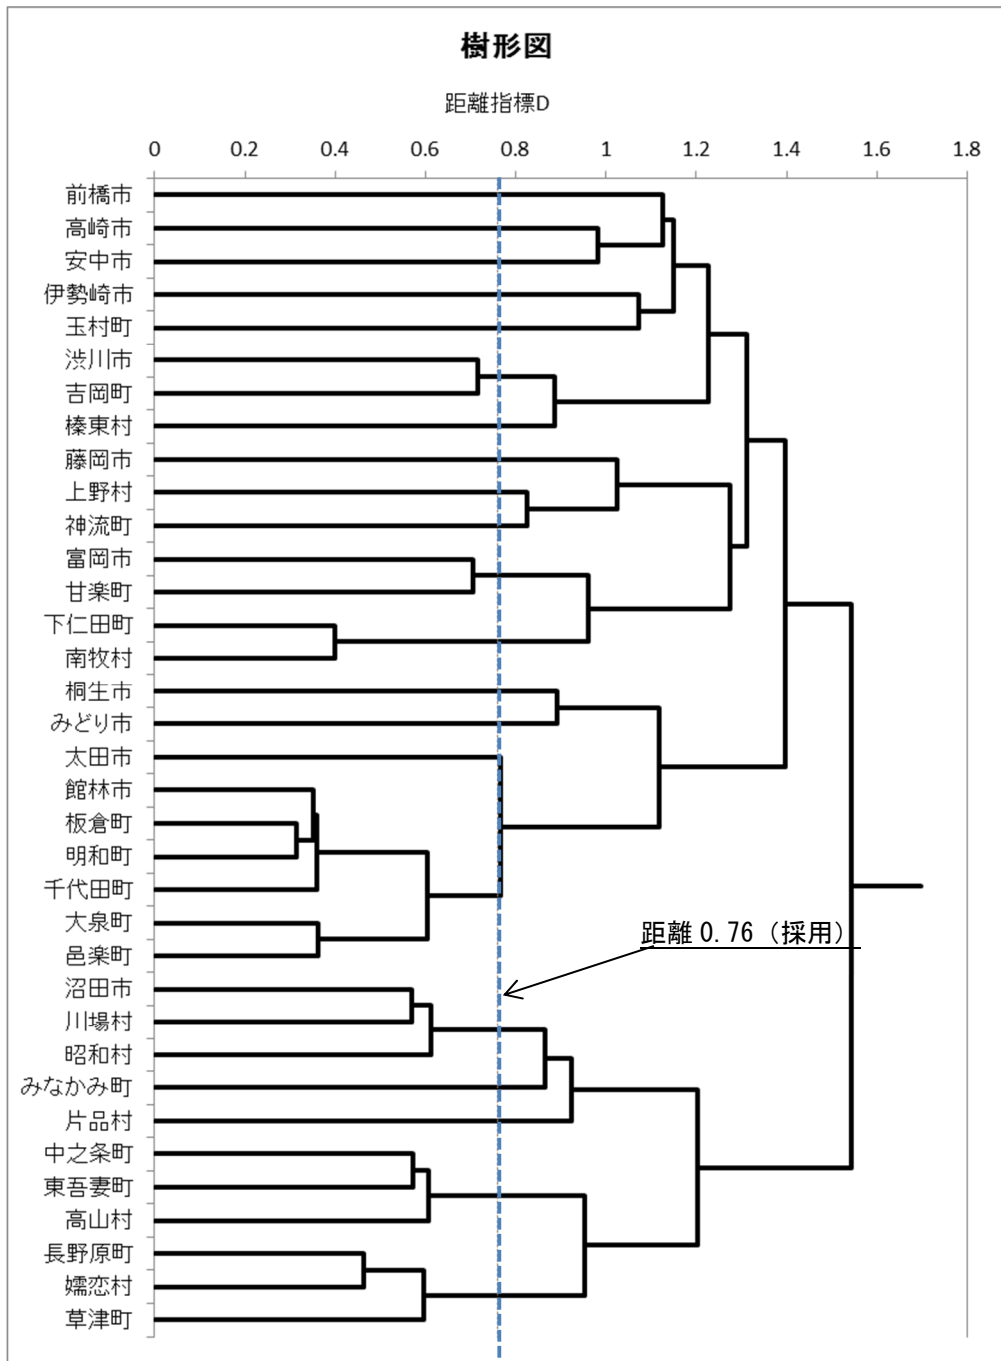 樹形図
距離指標D
0 0.2 0.4 0.6 0.8 1 1.2 1.4 1.6 1.8
前橋市
高崎市
安中市
伊勢崎市
玉村町
渋川市
吉岡町
榛東村
藤岡市
上野村
神流町
富岡市
甘楽町
下仁田町
南牧村
桐生市
みどり市
太田市
館林市
板倉町
明和町
千代田町
大泉町
邑楽町
距離 0.76（採用）
沼田市
川場村
昭和村
みなかみ町
片品村
中之条町
東吾妻町
高山村
長野原町
嬬恋村
草津町